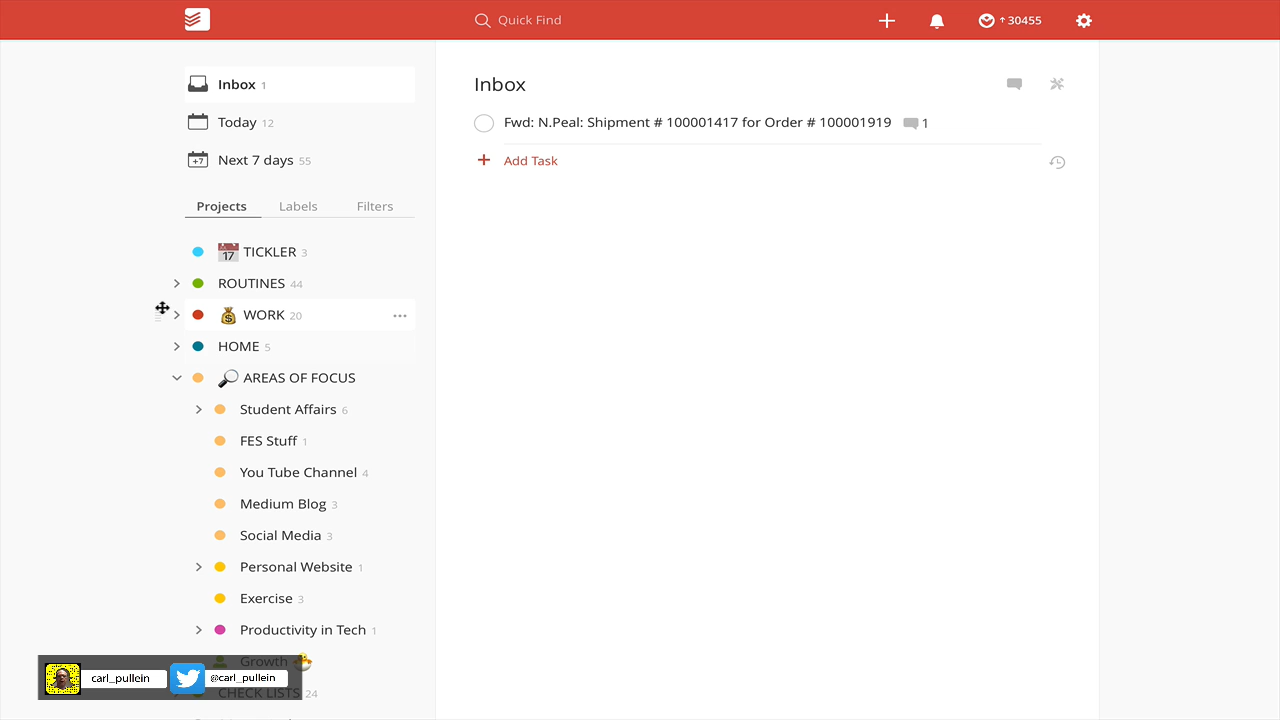 Quick Find
30455
Inbox 1
Today 12
+7 Next 7 days 55
Projects Labels Filters
17 TICKLER 3
ROUTINES 44
WORK 20
HOME 5
AREAS OF FOCUS
Student Affairs 6
FES Stuff 1
You Tube Channel 4
Medium Blog 3
Social Media 3
Personal Website 1
Exercise 3
Productivity in Tech 1
Growth
CHECK LISTS 24
Inbox
Fwd: N.Peal: Shipment # 100001417 for Order # 100001919 1
+ Add Task
carl_pullein
@carl_pullein